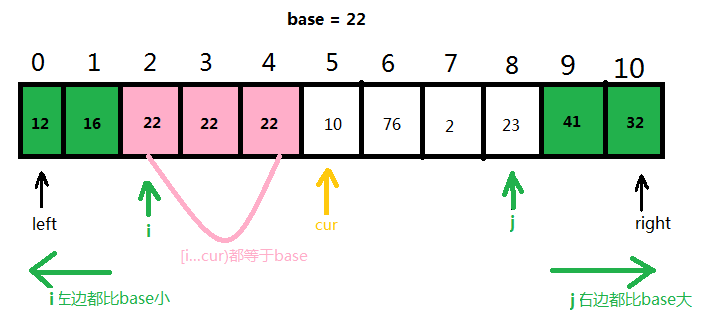 base = 22
0 1 2 3 4 5 6 7 8 9 10
12 16 22 22 22 10 76 2 23 41 32
left i cur j right
[i...cur)都等于base
i 左边都比base小 j 右边都比base大